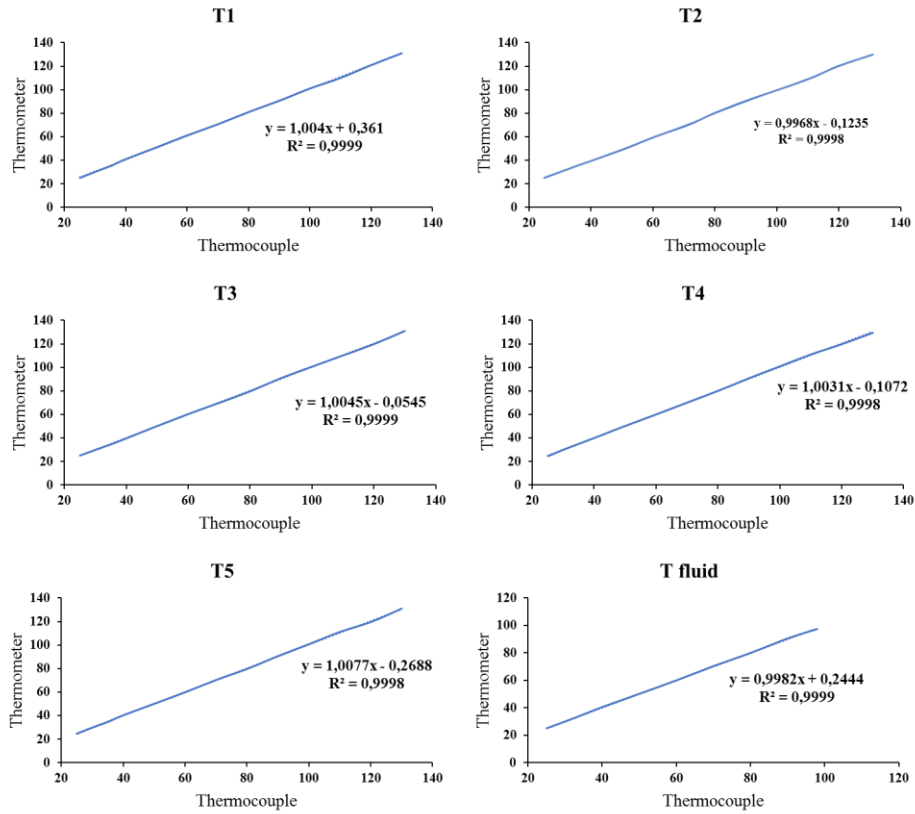 T1
140
120
100
80
60
40
20
0
20 40 60 80 100 120 140
Thermometer
Thermocouple
y = 1,004x + 0,361
R² = 0,9999
T2
140
120
100
80
60
40
20
0
20 40 60 80 100 120 140
Thermometer
Thermocouple
y = 0,9968x - 0,1235
R² = 0,9998
T3
140
120
100
80
60
40
20
0
20 40 60 80 100 120 140
Thermometer
Thermocouple
y = 1,0045x - 0,0545
R² = 0,9999
T4
140
120
100
80
60
40
20
0
20 40 60 80 100 120 140
Thermometer
Thermocouple
y = 1,0031x - 0,1072
R² = 0,9998
T5
140
120
100
80
60
40
20
0
20 40 60 80 100 120 140
Thermometer
Thermocouple
y = 1,0077x - 0,2688
R² = 0,9998
T fluid
120
100
80
60
40
20
0
20 40 60 80 100 120
Thermometer
Thermocouple
y = 0,9982x + 0,2444
R² = 0,9999